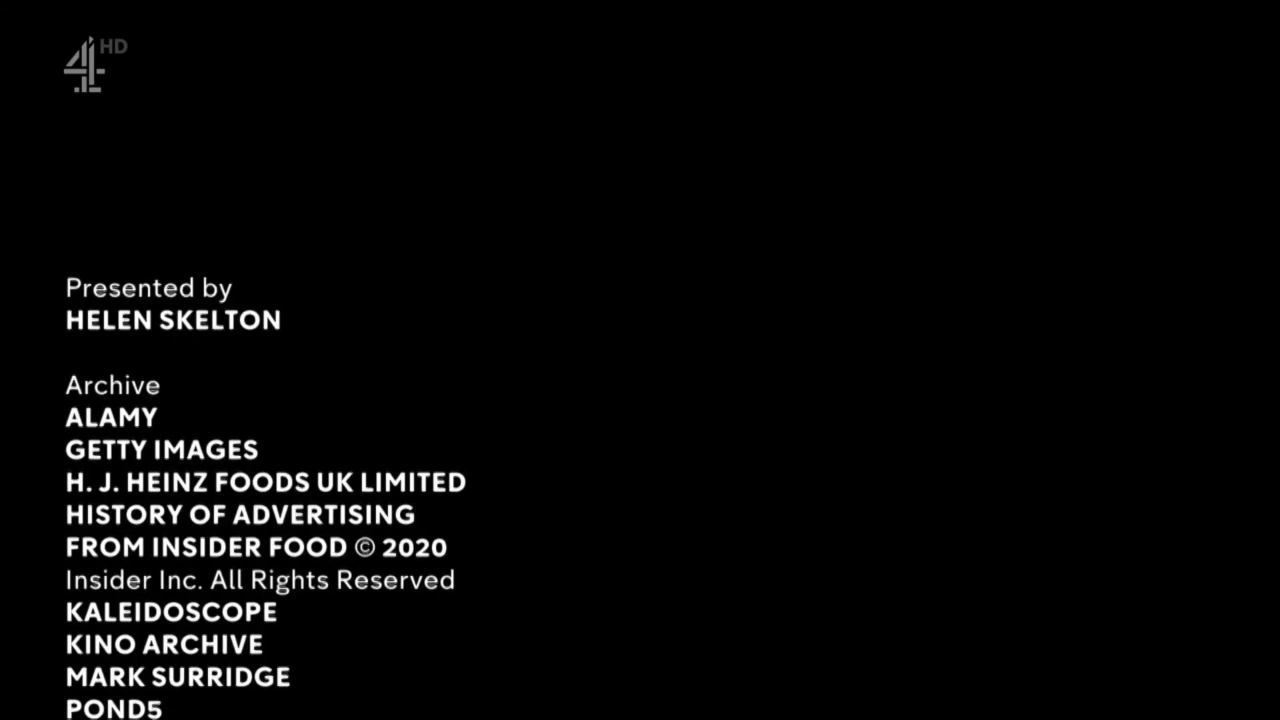 4 HD
Presented by
HELEN SKELTON
Archive
ALAMY
GETTY IMAGES
H. J. HEINZ FOODS UK LIMITED
HISTORY OF ADVERTISING
FROM INSIDER FOOD © 2020
Insider Inc. All Rights Reserved
KALEIDOSCOPE
KINO ARCHIVE
MARK SURRIDGE
POND5